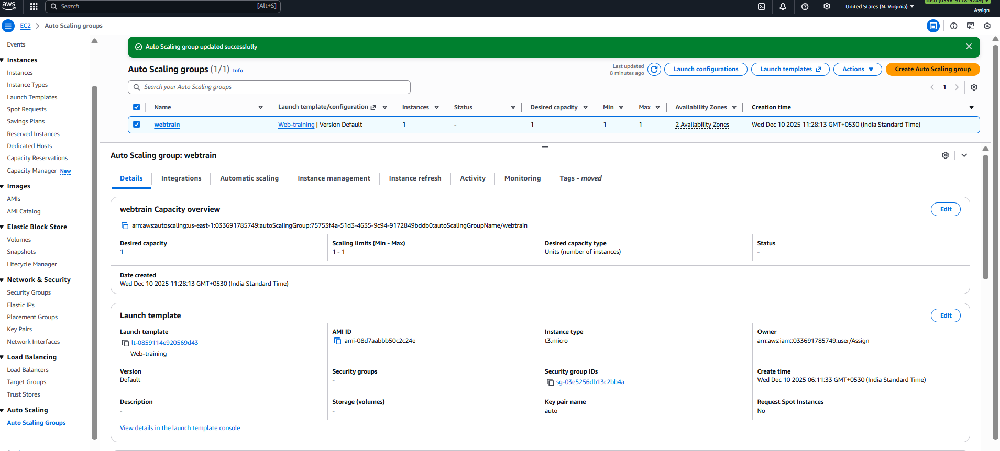 aws
Search [Alt+S]
United States (N. Virginia)
Assign
EC2 > Auto Scaling groups
Events
Instances
Instances
Instance Types
Launch Templates
Spot Requests
Savings Plans
Reserved Instances
Dedicated Hosts
Capacity Reservations
Capacity Manager New
Images
AMIs
AMI Catalog
Elastic Block Store
Volumes
Snapshots
Lifecycle Manager
Network & Security
Security Groups
Elastic IPs
Placement Groups
Key Pairs
Network Interfaces
Load Balancing
Load Balancers
Target Groups
Trust Stores
Auto Scaling
Auto Scaling Groups
Auto Scaling group updated successfully
Auto Scaling groups (1/1) Info
Last updated
8 minutes ago
Launch configurations
Launch templates
Actions
Create Auto Scaling group
Search your Auto Scaling groups
1
Name Launch template/configuration Instances Status Desired capacity Min Max Availability Zones Creation time
webtrain Web-training | Version Default 1 - 1 1 1 2 Availability Zones Wed Dec 10 2025 11:28:13 GMT+0530 (India Standard Time)
Auto Scaling group: webtrain
Details Integrations Automatic scaling Instance management Instance refresh Activity Monitoring Tags - moved
webtrain Capacity overview
Edit
arn:aws:autoscaling:us-east-1:033691785749:autoScalingGroup:75753f4a-51d3-4635-9c94-9172849bddb0:autoScalingGroupName/webtrain
Desired capacity
1
Scaling limits (Min - Max)
1 - 1
Desired capacity type
Units (number of instances)
Status
-
Date created
Wed Dec 10 2025 11:28:13 GMT+0530 (India Standard Time)
Launch template
Edit
Launch template
lt-0859114e920569d43
Web-training
AMI ID
ami-08d7aabbb50c2c24e
Instance type
t3.micro
Owner
arn:aws:iam::033691785749:user/Assign
Version
Default
Security groups
-
Security group IDs
sg-03e5256db13c2bb4a
Create time
Wed Dec 10 2025 06:11:33 GMT+0530 (India Standard Time)
Description
-
Storage (volumes)
-
Key pair name
auto
Request Spot Instances
No
View details in the launch template console